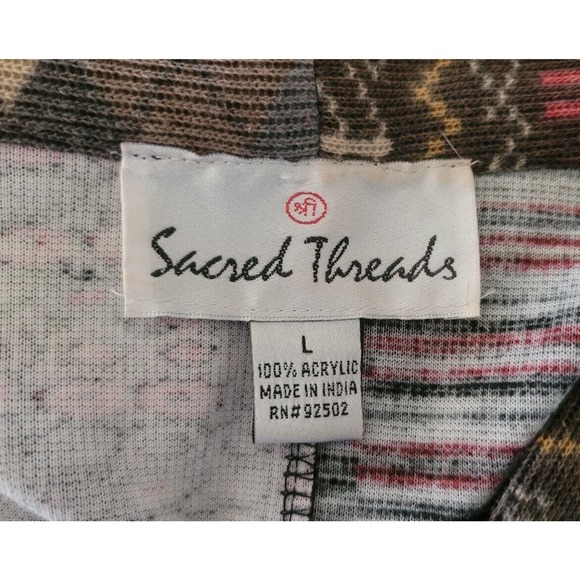 श्री
Sacred Threads
L
100% ACRYLIC
MADE IN INDIA
RN# 92502